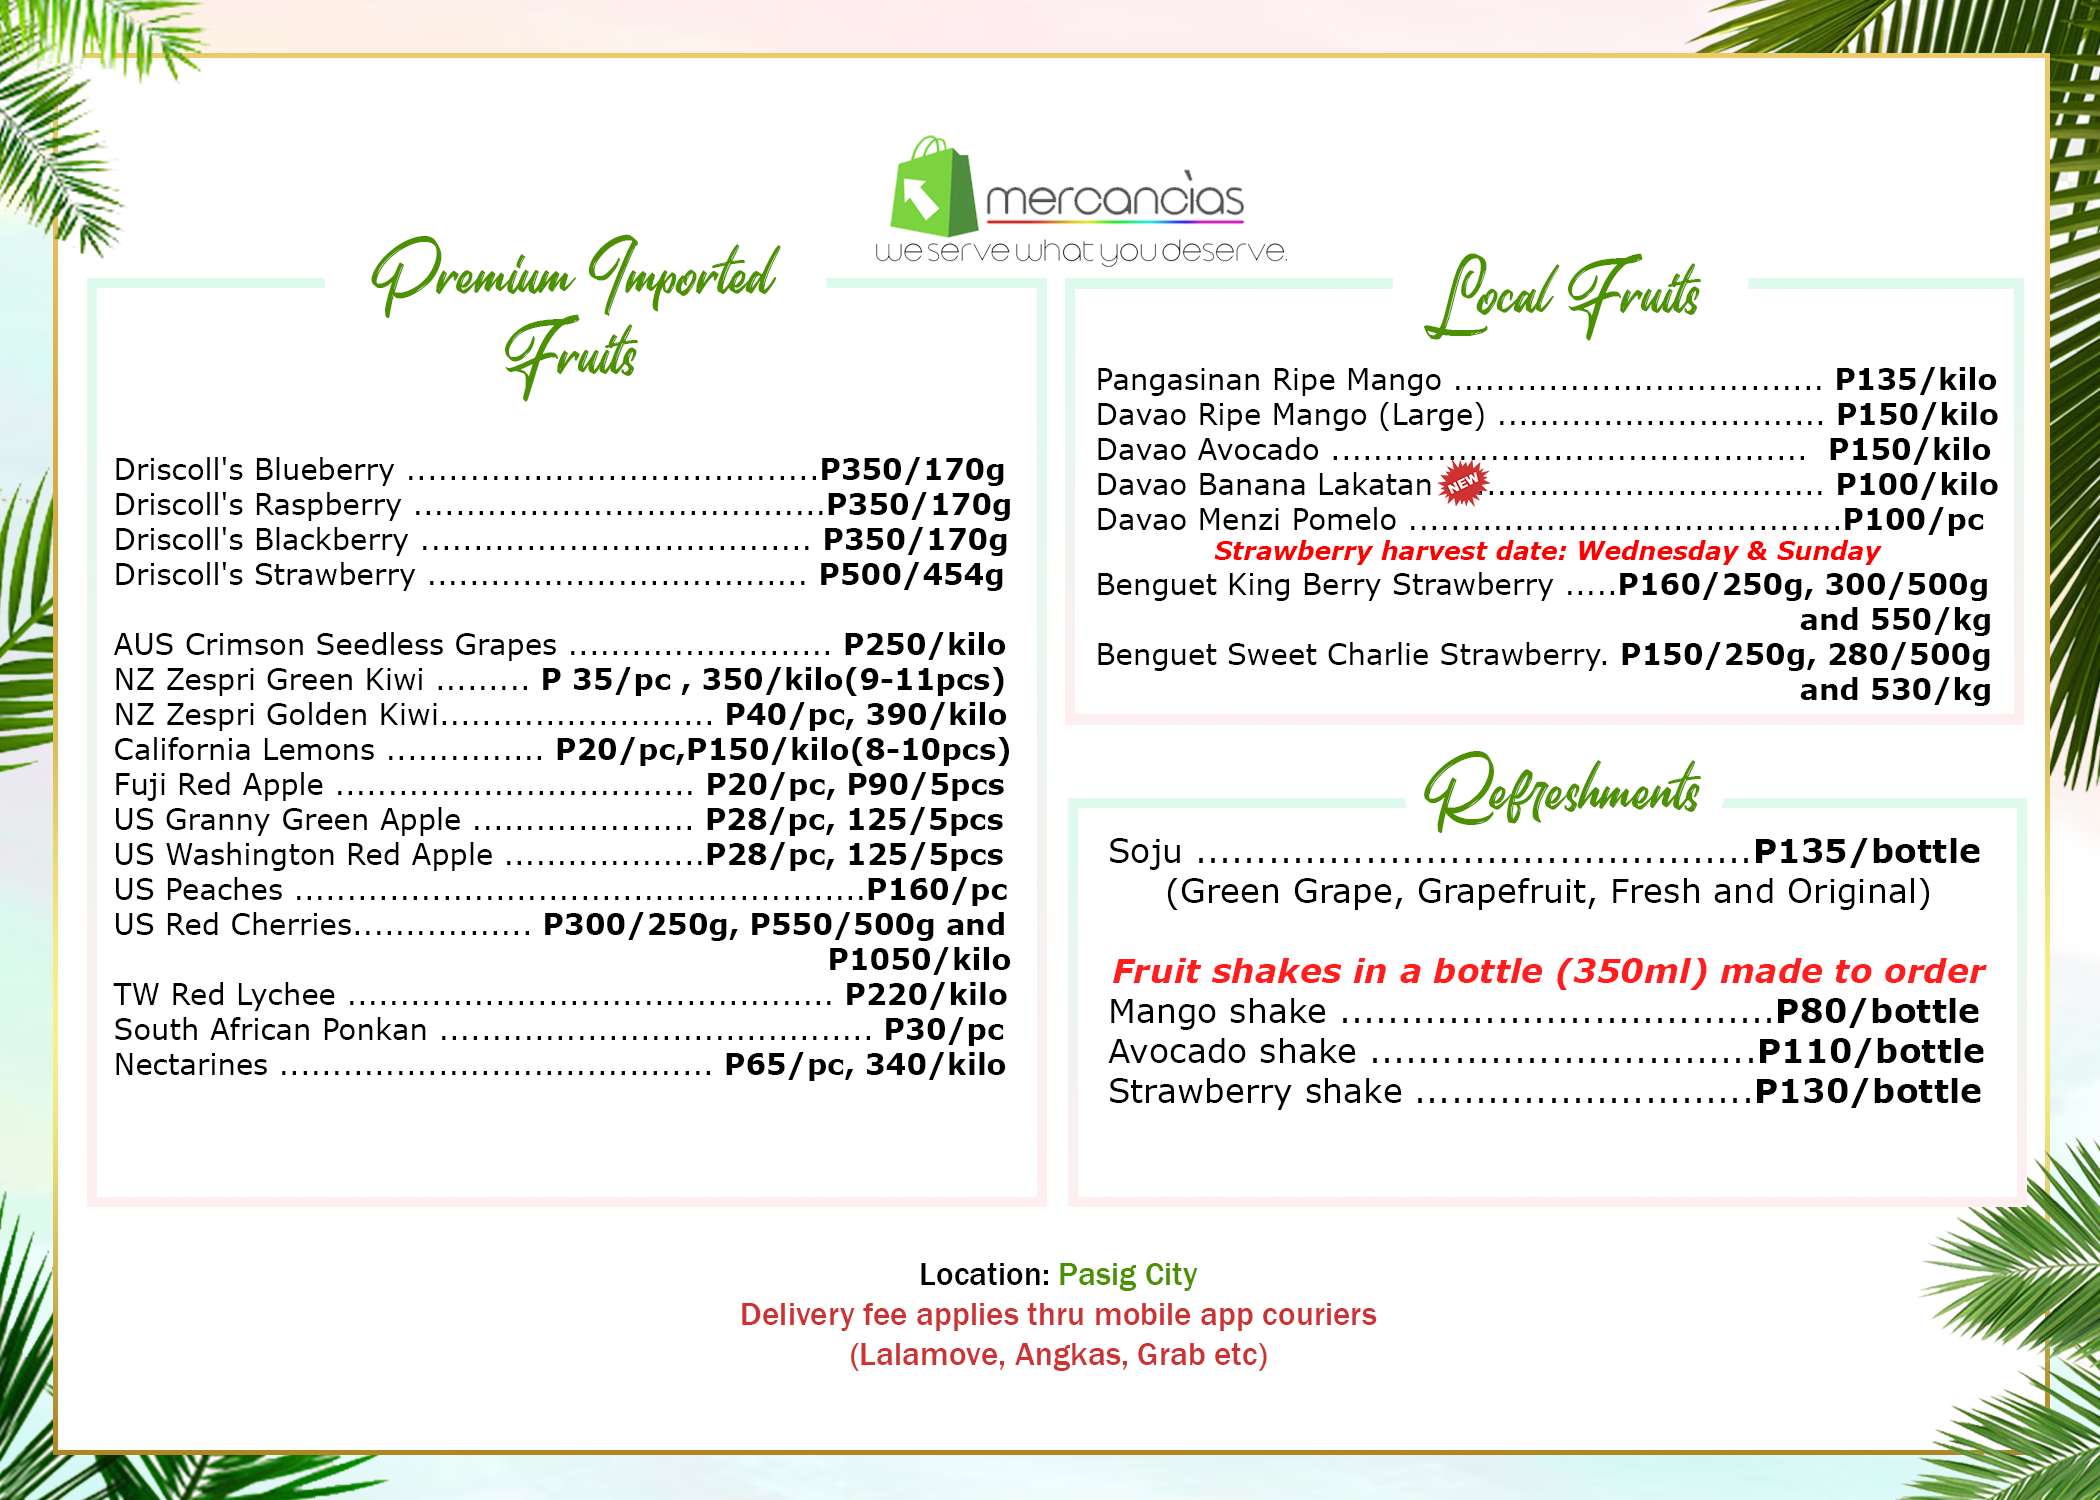 mercancìas
we serve what you deserve.
Premium Imported
Fruits
Driscoll's Blueberry .......................................P350/170g
Driscoll's Raspberry .......................................P350/170g
Driscoll's Blackberry ..................................... P350/170g
Driscoll's Strawberry .................................... P500/454g
AUS Crimson Seedless Grapes ......................... P250/kilo
NZ Zespri Green Kiwi ......... P 35/pc , 350/kilo(9-11pcs)
NZ Zespri Golden Kiwi.......................... P40/pc, 390/kilo
California Lemons ............... P20/pc,P150/kilo(8-10pcs)
Fuji Red Apple .................................. P20/pc, P90/5pcs
US Granny Green Apple ..................... P28/pc, 125/5pcs
US Washington Red Apple ...................P28/pc, 125/5pcs
US Peaches ......................................................P160/pc
US Red Cherries................. P300/250g, P550/500g and
P1050/kilo
TW Red Lychee .............................................. P220/kilo
South African Ponkan ......................................... P30/pc
Nectarines ......................................... P65/pc, 340/kilo
Local Fruits
Pangasinan Ripe Mango ................................... P135/kilo
Davao Ripe Mango (Large) ............................... P150/kilo
Davao Avocado ............................................. P150/kilo
Davao Banana Lakatan NEW ................................ P100/kilo
Davao Menzi Pomelo .........................................P100/pc
Strawberry harvest date: Wednesday & Sunday
Benguet King Berry Strawberry .....P160/250g, 300/500g
and 550/kg
Benguet Sweet Charlie Strawberry. P150/250g, 280/500g
and 530/kg
Refreshments
Soju ..............................................P135/bottle
(Green Grape, Grapefruit, Fresh and Original)
Fruit shakes in a bottle (350ml) made to order
Mango shake ....................................P80/bottle
Avocado shake ................................P110/bottle
Strawberry shake ............................P130/bottle
Location: Pasig City
Delivery fee applies thru mobile app couriers
(Lalamove, Angkas, Grab etc)